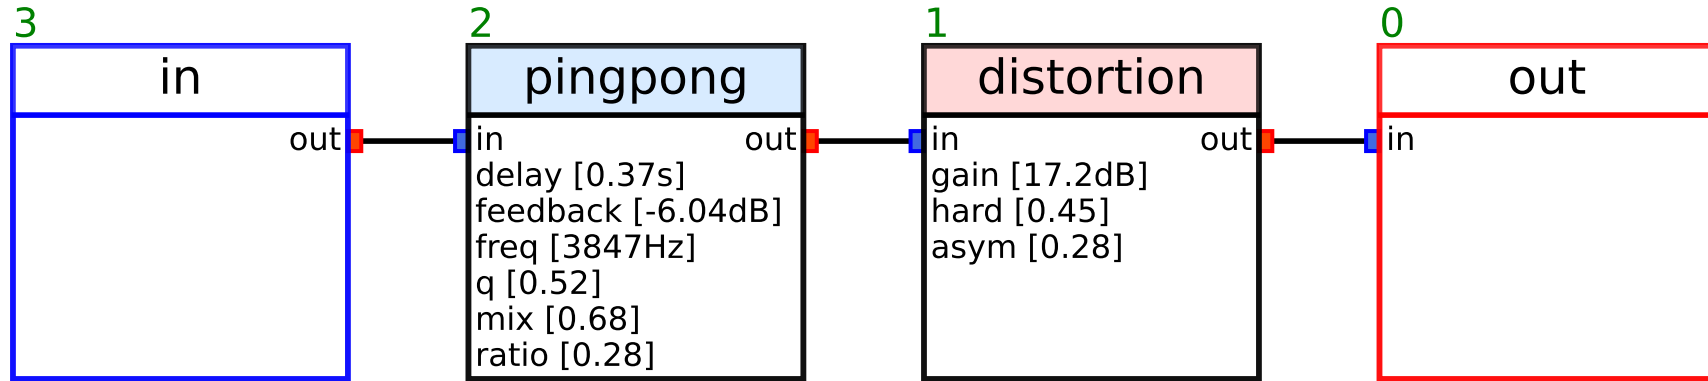 3
in
out
2
pingpong
in
out
delay [0.37s]
feedback [-6.04dB]
freq [3847Hz]
q [0.52]
mix [0.68]
ratio [0.28]
1
distortion
in
out
gain [17.2dB]
hard [0.45]
asym [0.28]
0
out
in